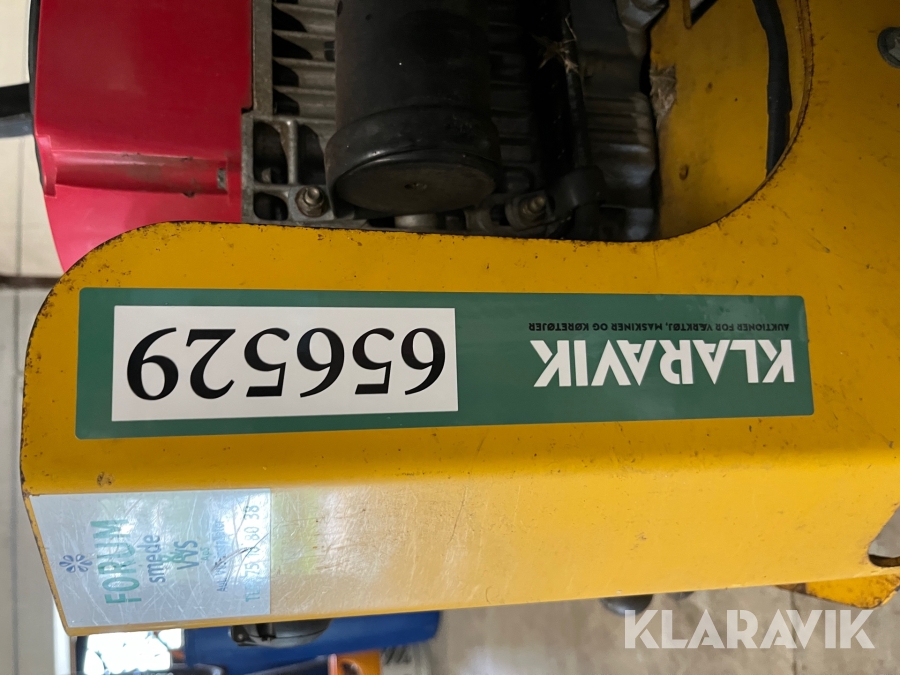 KLARAVIK
AUKTIONER FOR VÆRKTØJ, MASKINER OG KØRETØJER
656529
FORUM
smede
&
VVS
KLARAVIK